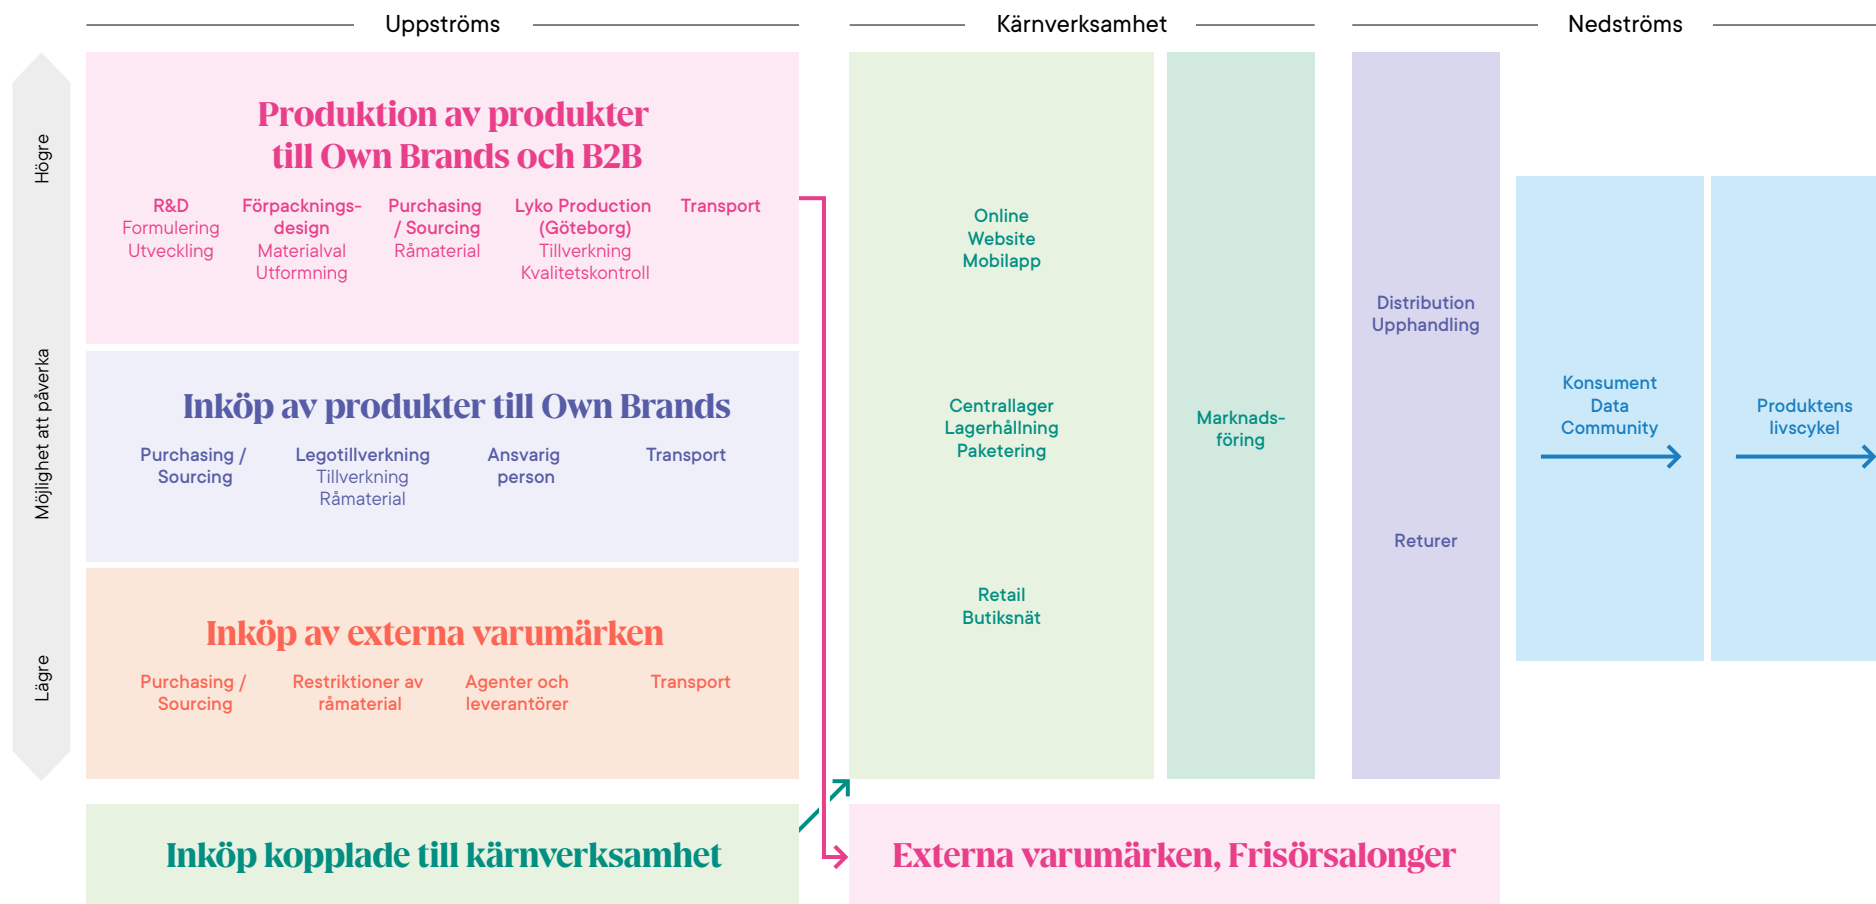 Uppströms
Kärnverksamhet
Nedströms
Högre
Möjlighet att påverka
Lägre
Produktion av produkter
till Own Brands och B2B
R&D
Formulering
Utveckling
Förpacknings-
design
Materialval
Utformning
Purchasing
/ Sourcing
Råmaterial
Lyko Production
(Göteborg)
Tillverkning
Kvalitetskontroll
Transport
Inköp av produkter till Own Brands
Purchasing /
Sourcing
Legotillverkning
Tillverkning
Råmaterial
Ansvarig
person
Transport
Inköp av externa varumärken
Purchasing /
Sourcing
Restriktioner av
råmaterial
Agenter och
leverantörer
Transport
Inköp kopplade till kärnverksamhet
Online
Website
Mobilapp
Centrallager
Lagerhållning
Paketering
Retail
Butiksnät
Marknads-
föring
Distribution
Upphandling
Returer
Konsument
Data
Community
Produktens
livscykel
Externa varumärken, Frisörsalonger